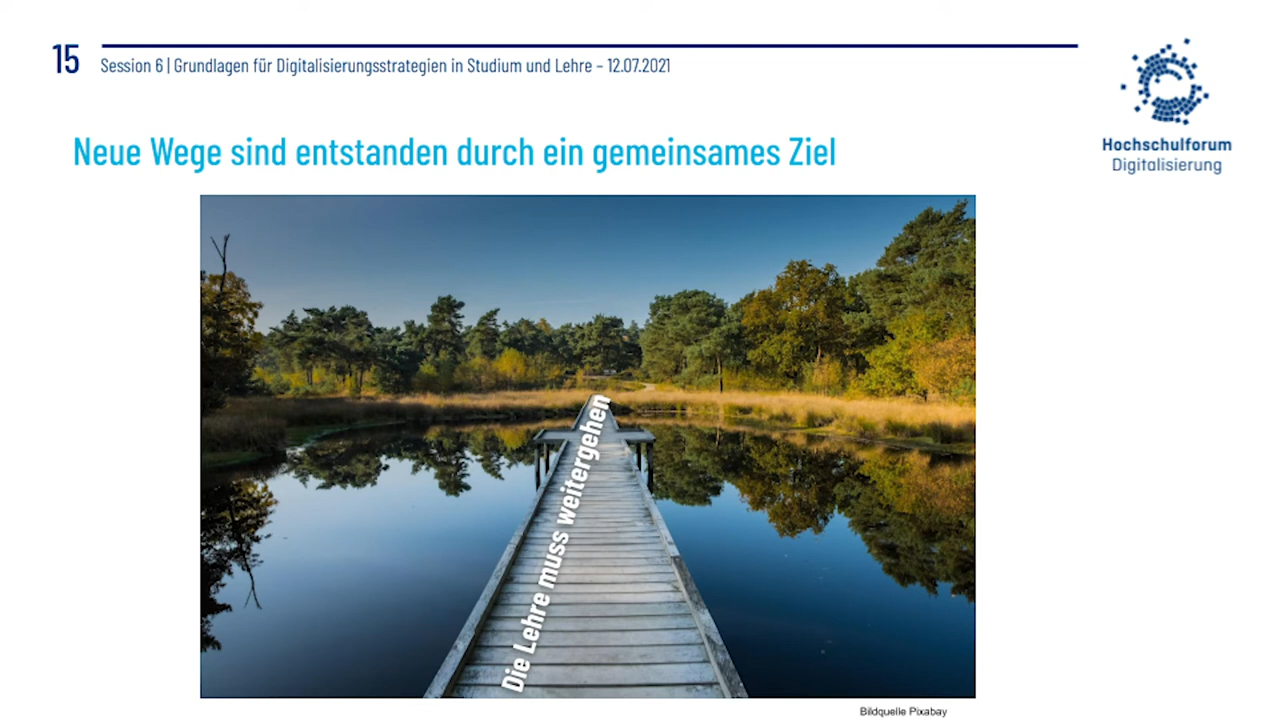 15
Session 6 | Grundlagen für Digitalisierungsstrategien in Studium und Lehre – 12.07.2021
Hochschulforum
Digitalisierung
Neue Wege sind entstanden durch ein gemeinsames Ziel
Die Lehre muss weitergehen
Bildquelle Pixabay